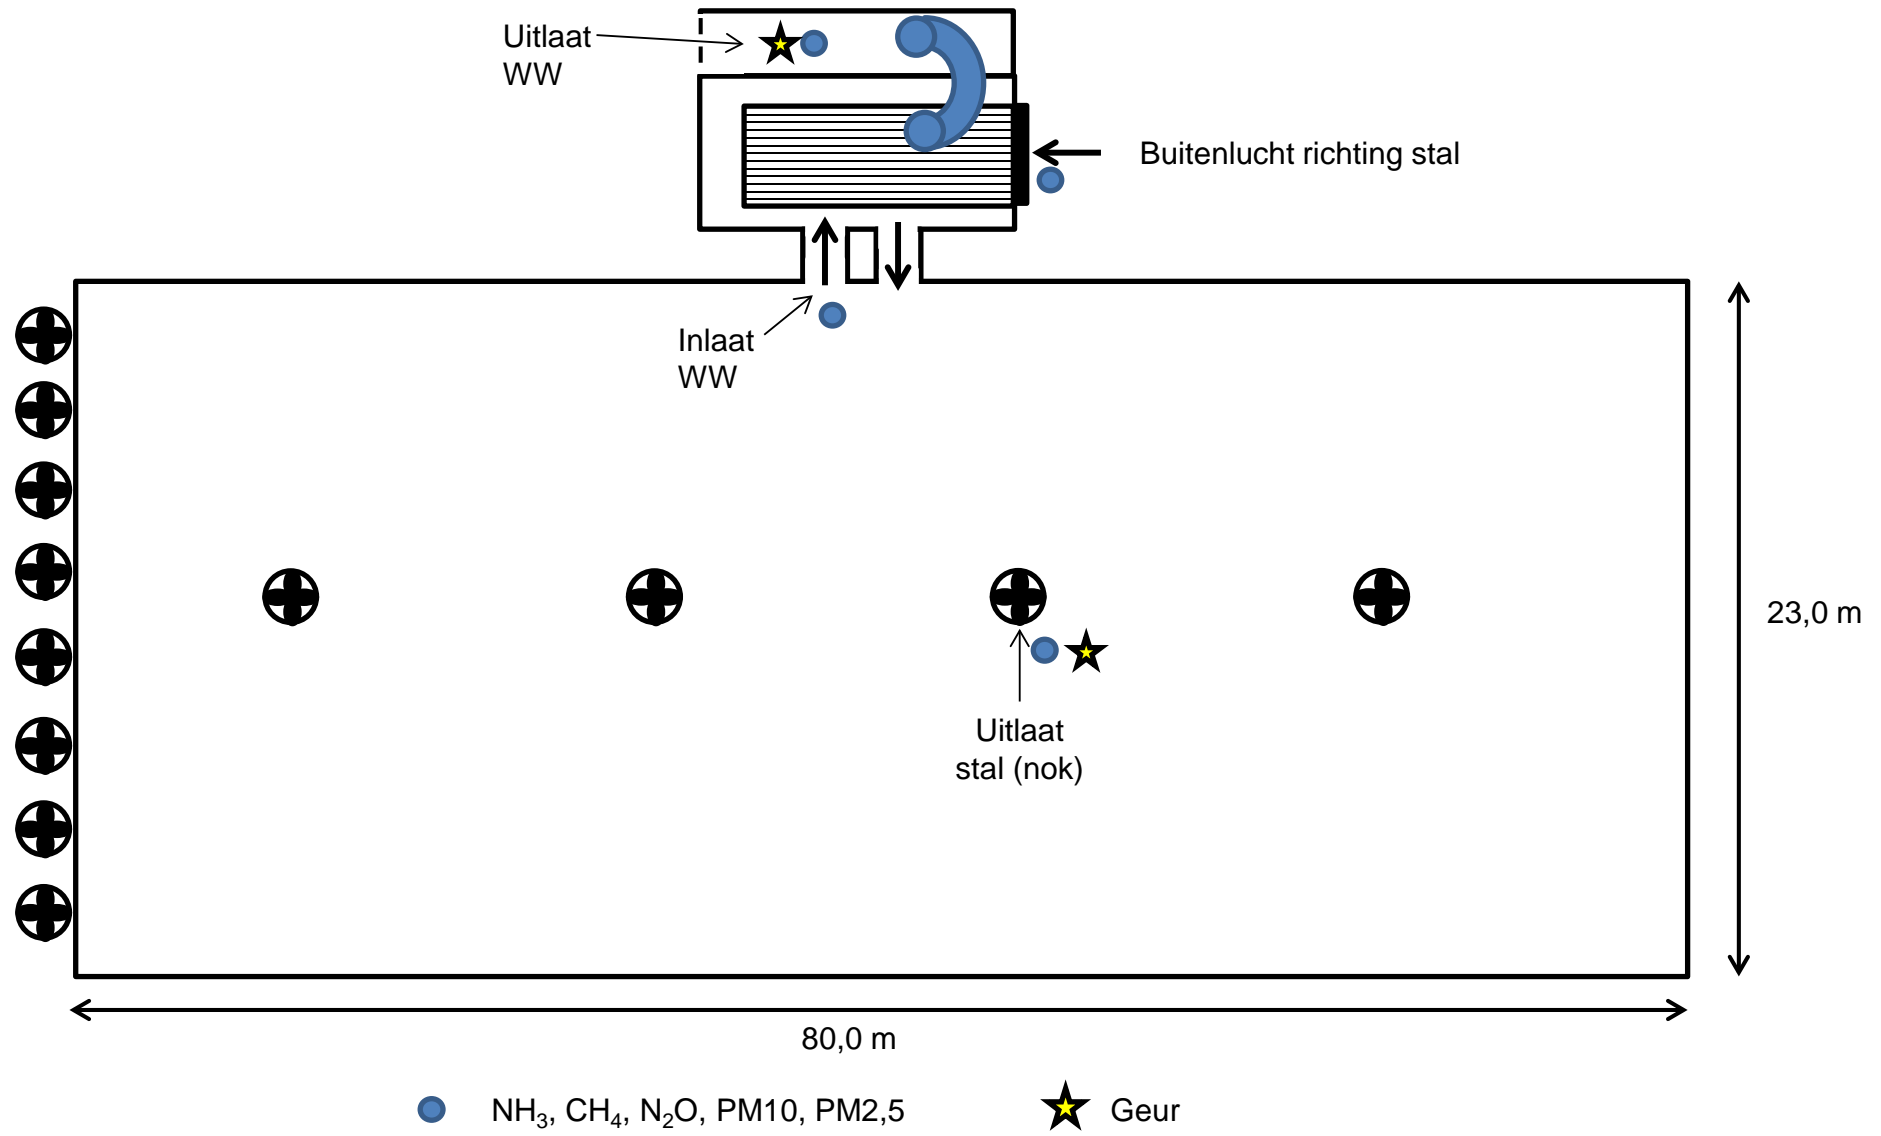 Uitlaat
WW
Buitenlucht richting stal
Inlaat
WW
23,0 m
Uitlaat
stal (nok)
80,0 m
NH₃, CH₄, N₂O, PM10, PM2,5
Geur